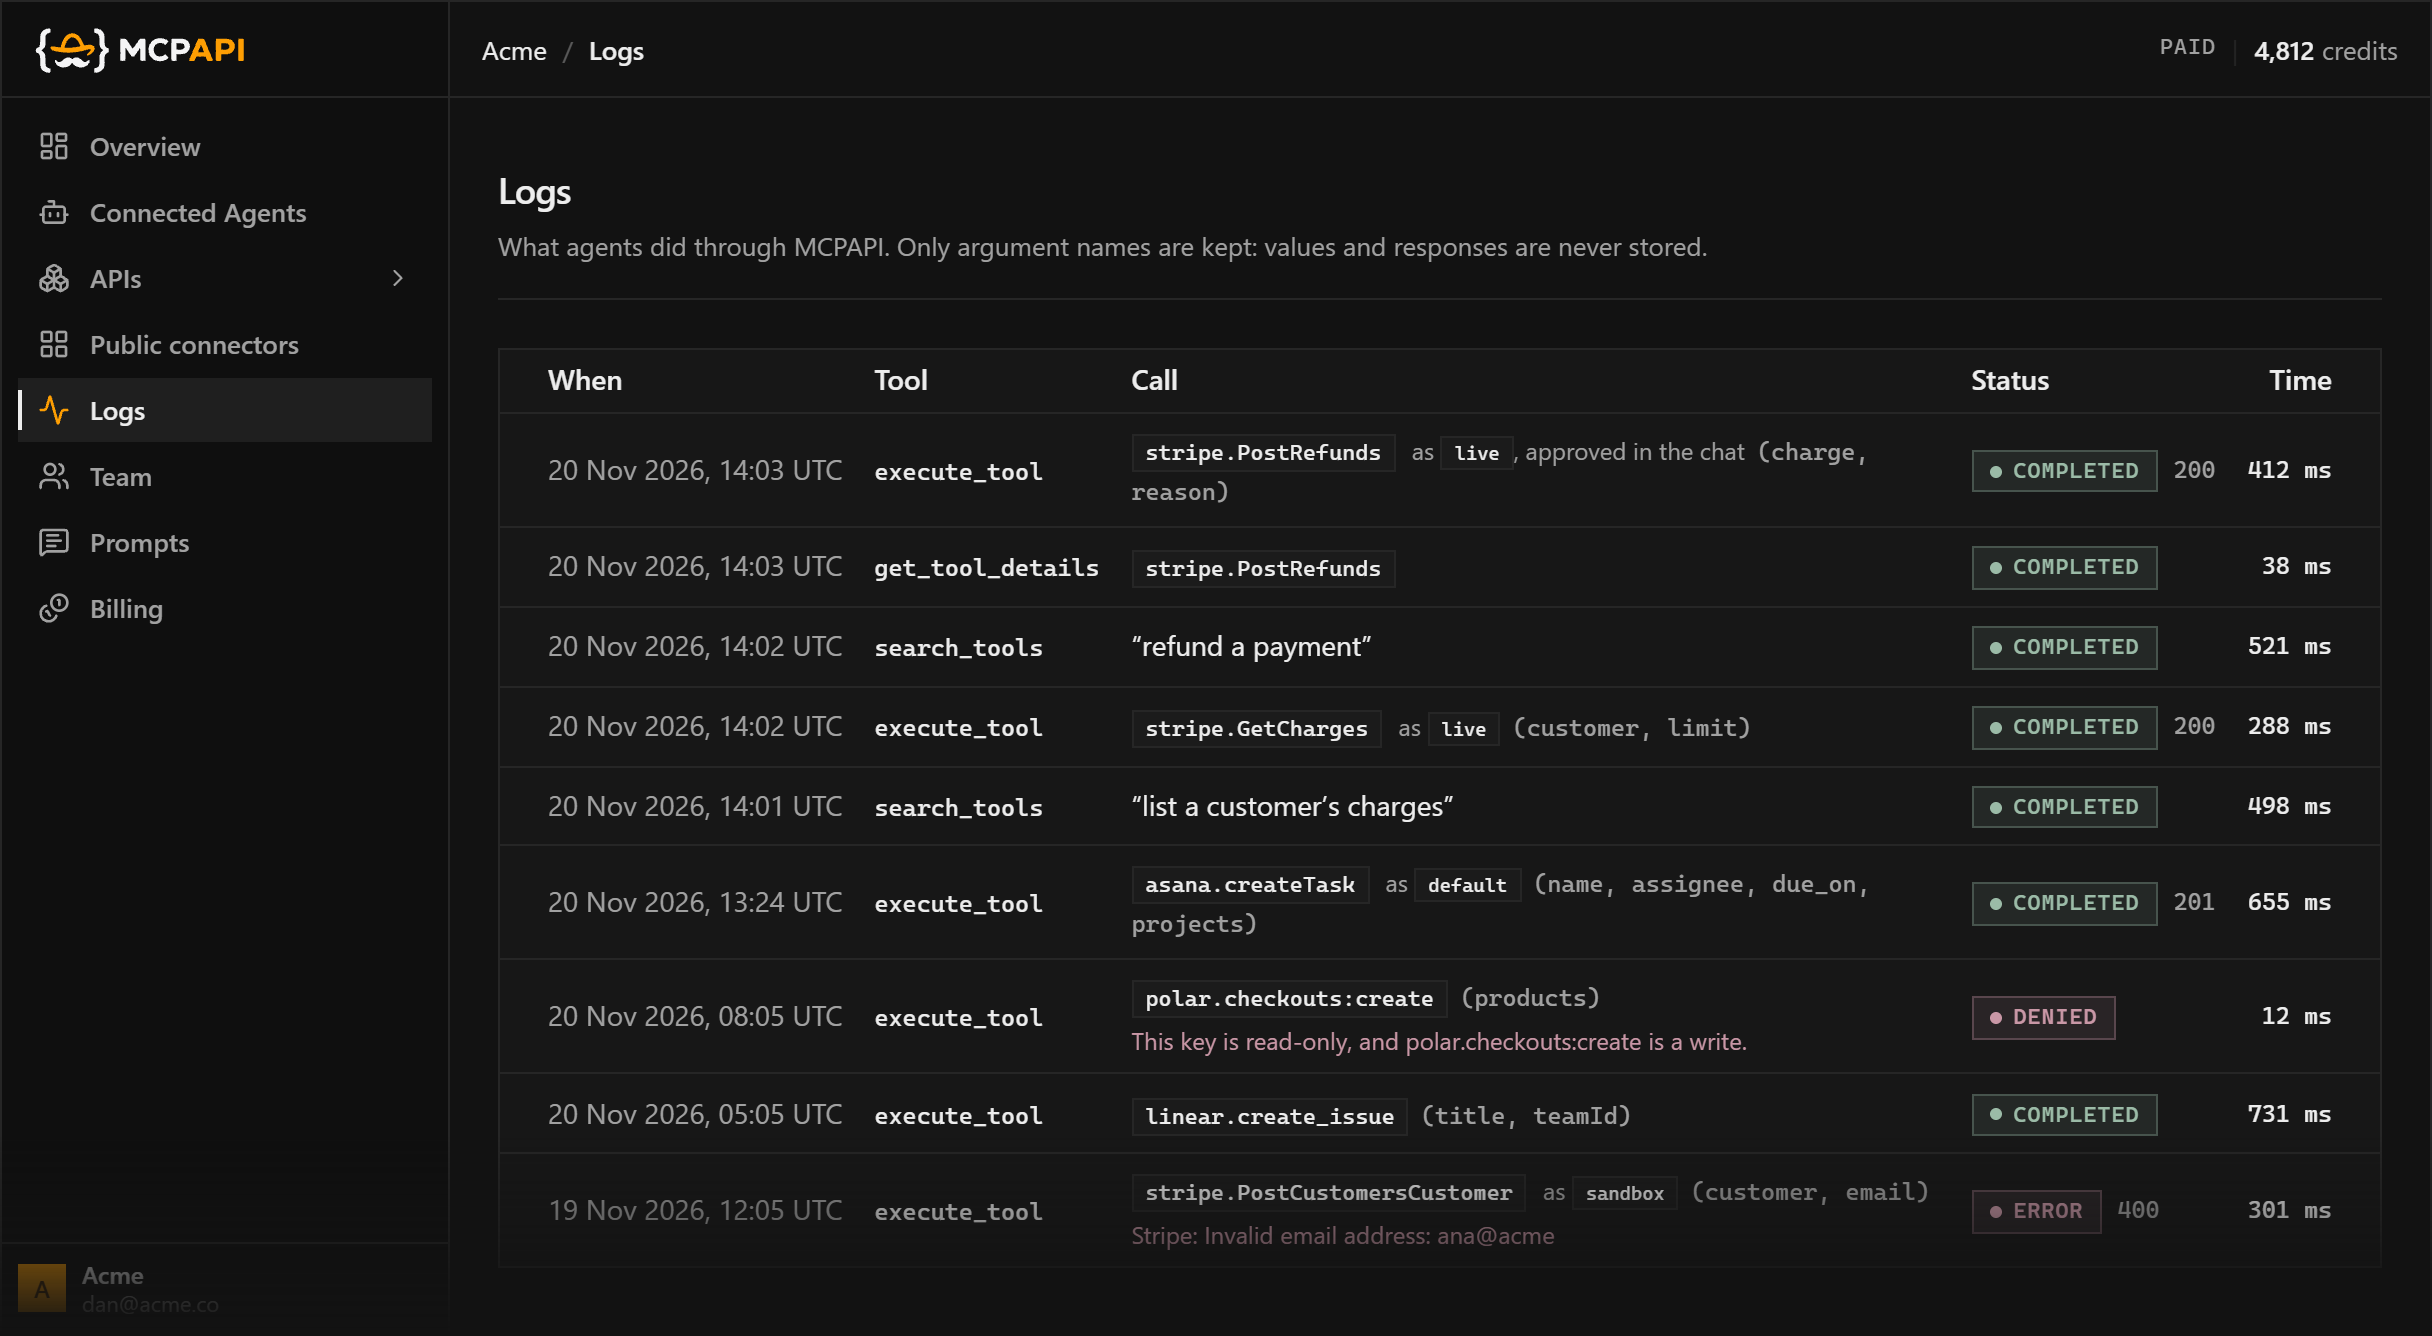 MCPAPI
Acme / Logs
PAID
4,812 credits
Overview
Connected Agents
APIs
Public connectors
Logs
Team
Prompts
Billing
A
Acme
dan@acme.co
Logs
What agents did through MCPAPI. Only argument names are kept: values and responses are never stored.
When Tool Call Status Time
20 Nov 2026, 14:03 UTC execute_tool stripe.PostRefunds as live, approved in the chat (charge,
reason) COMPLETED 200 412 ms
20 Nov 2026, 14:03 UTC get_tool_details stripe.PostRefunds COMPLETED 38 ms
20 Nov 2026, 14:02 UTC search_tools “refund a payment” COMPLETED 521 ms
20 Nov 2026, 14:02 UTC execute_tool stripe.GetCharges as live (customer, limit) COMPLETED 200 288 ms
20 Nov 2026, 14:01 UTC search_tools “list a customer’s charges” COMPLETED 498 ms
20 Nov 2026, 13:24 UTC execute_tool asana.createTask as default (name, assignee, due_on,
projects) COMPLETED 201 655 ms
20 Nov 2026, 08:05 UTC execute_tool polar.checkouts:create (products) DENIED 12 ms
This key is read-only, and polar.checkouts:create is a write.
20 Nov 2026, 05:05 UTC execute_tool linear.create_issue (title, teamId) COMPLETED 731 ms
19 Nov 2026, 12:05 UTC execute_tool stripe.PostCustomersCustomer as sandbox (customer, email) ERROR 400 301 ms
Stripe: Invalid email address: ana@acme